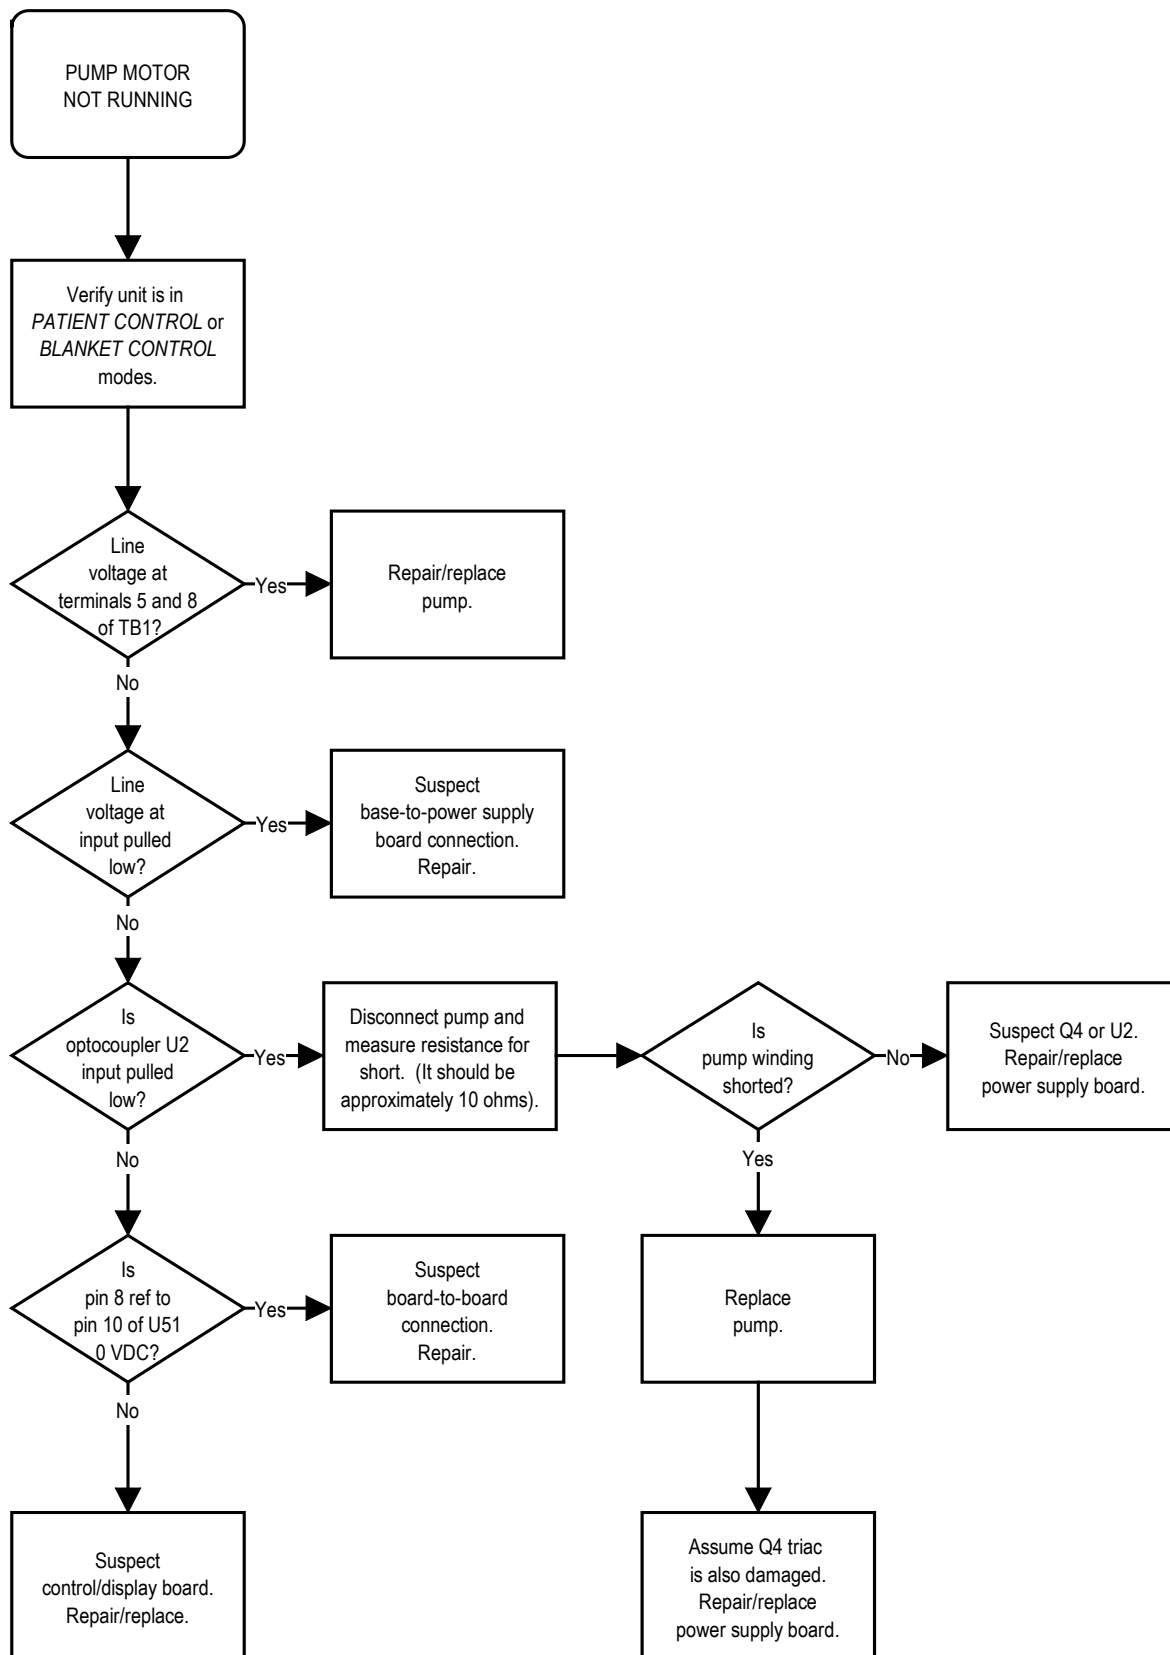 PUMP MOTOR
NOT RUNNING
Verify unit is in
PATIENT CONTROL or
BLANKET CONTROL
modes.
Line
voltage at
terminals 5 and 8
of TB1?
Yes
Repair/replace
pump.
No
Line
voltage at
input pulled
low?
Yes
Suspect
base-to-power supply
board connection.
Repair.
No
Is
optocoupler U2
input pulled
low?
Yes
Disconnect pump and
measure resistance for
short. (It should be
approximately 10 ohms).
Is
pump winding
shorted?
No
Suspect Q4 or U2.
Repair/replace
power supply board.
No
Yes
Is
pin 8 ref to
pin 10 of U51
0 VDC?
Yes
Suspect
board-to-board
connection.
Repair.
Replace
pump.
No
Suspect
control/display board.
Repair/replace.
Assume Q4 triac
is also damaged.
Repair/replace
power supply board.